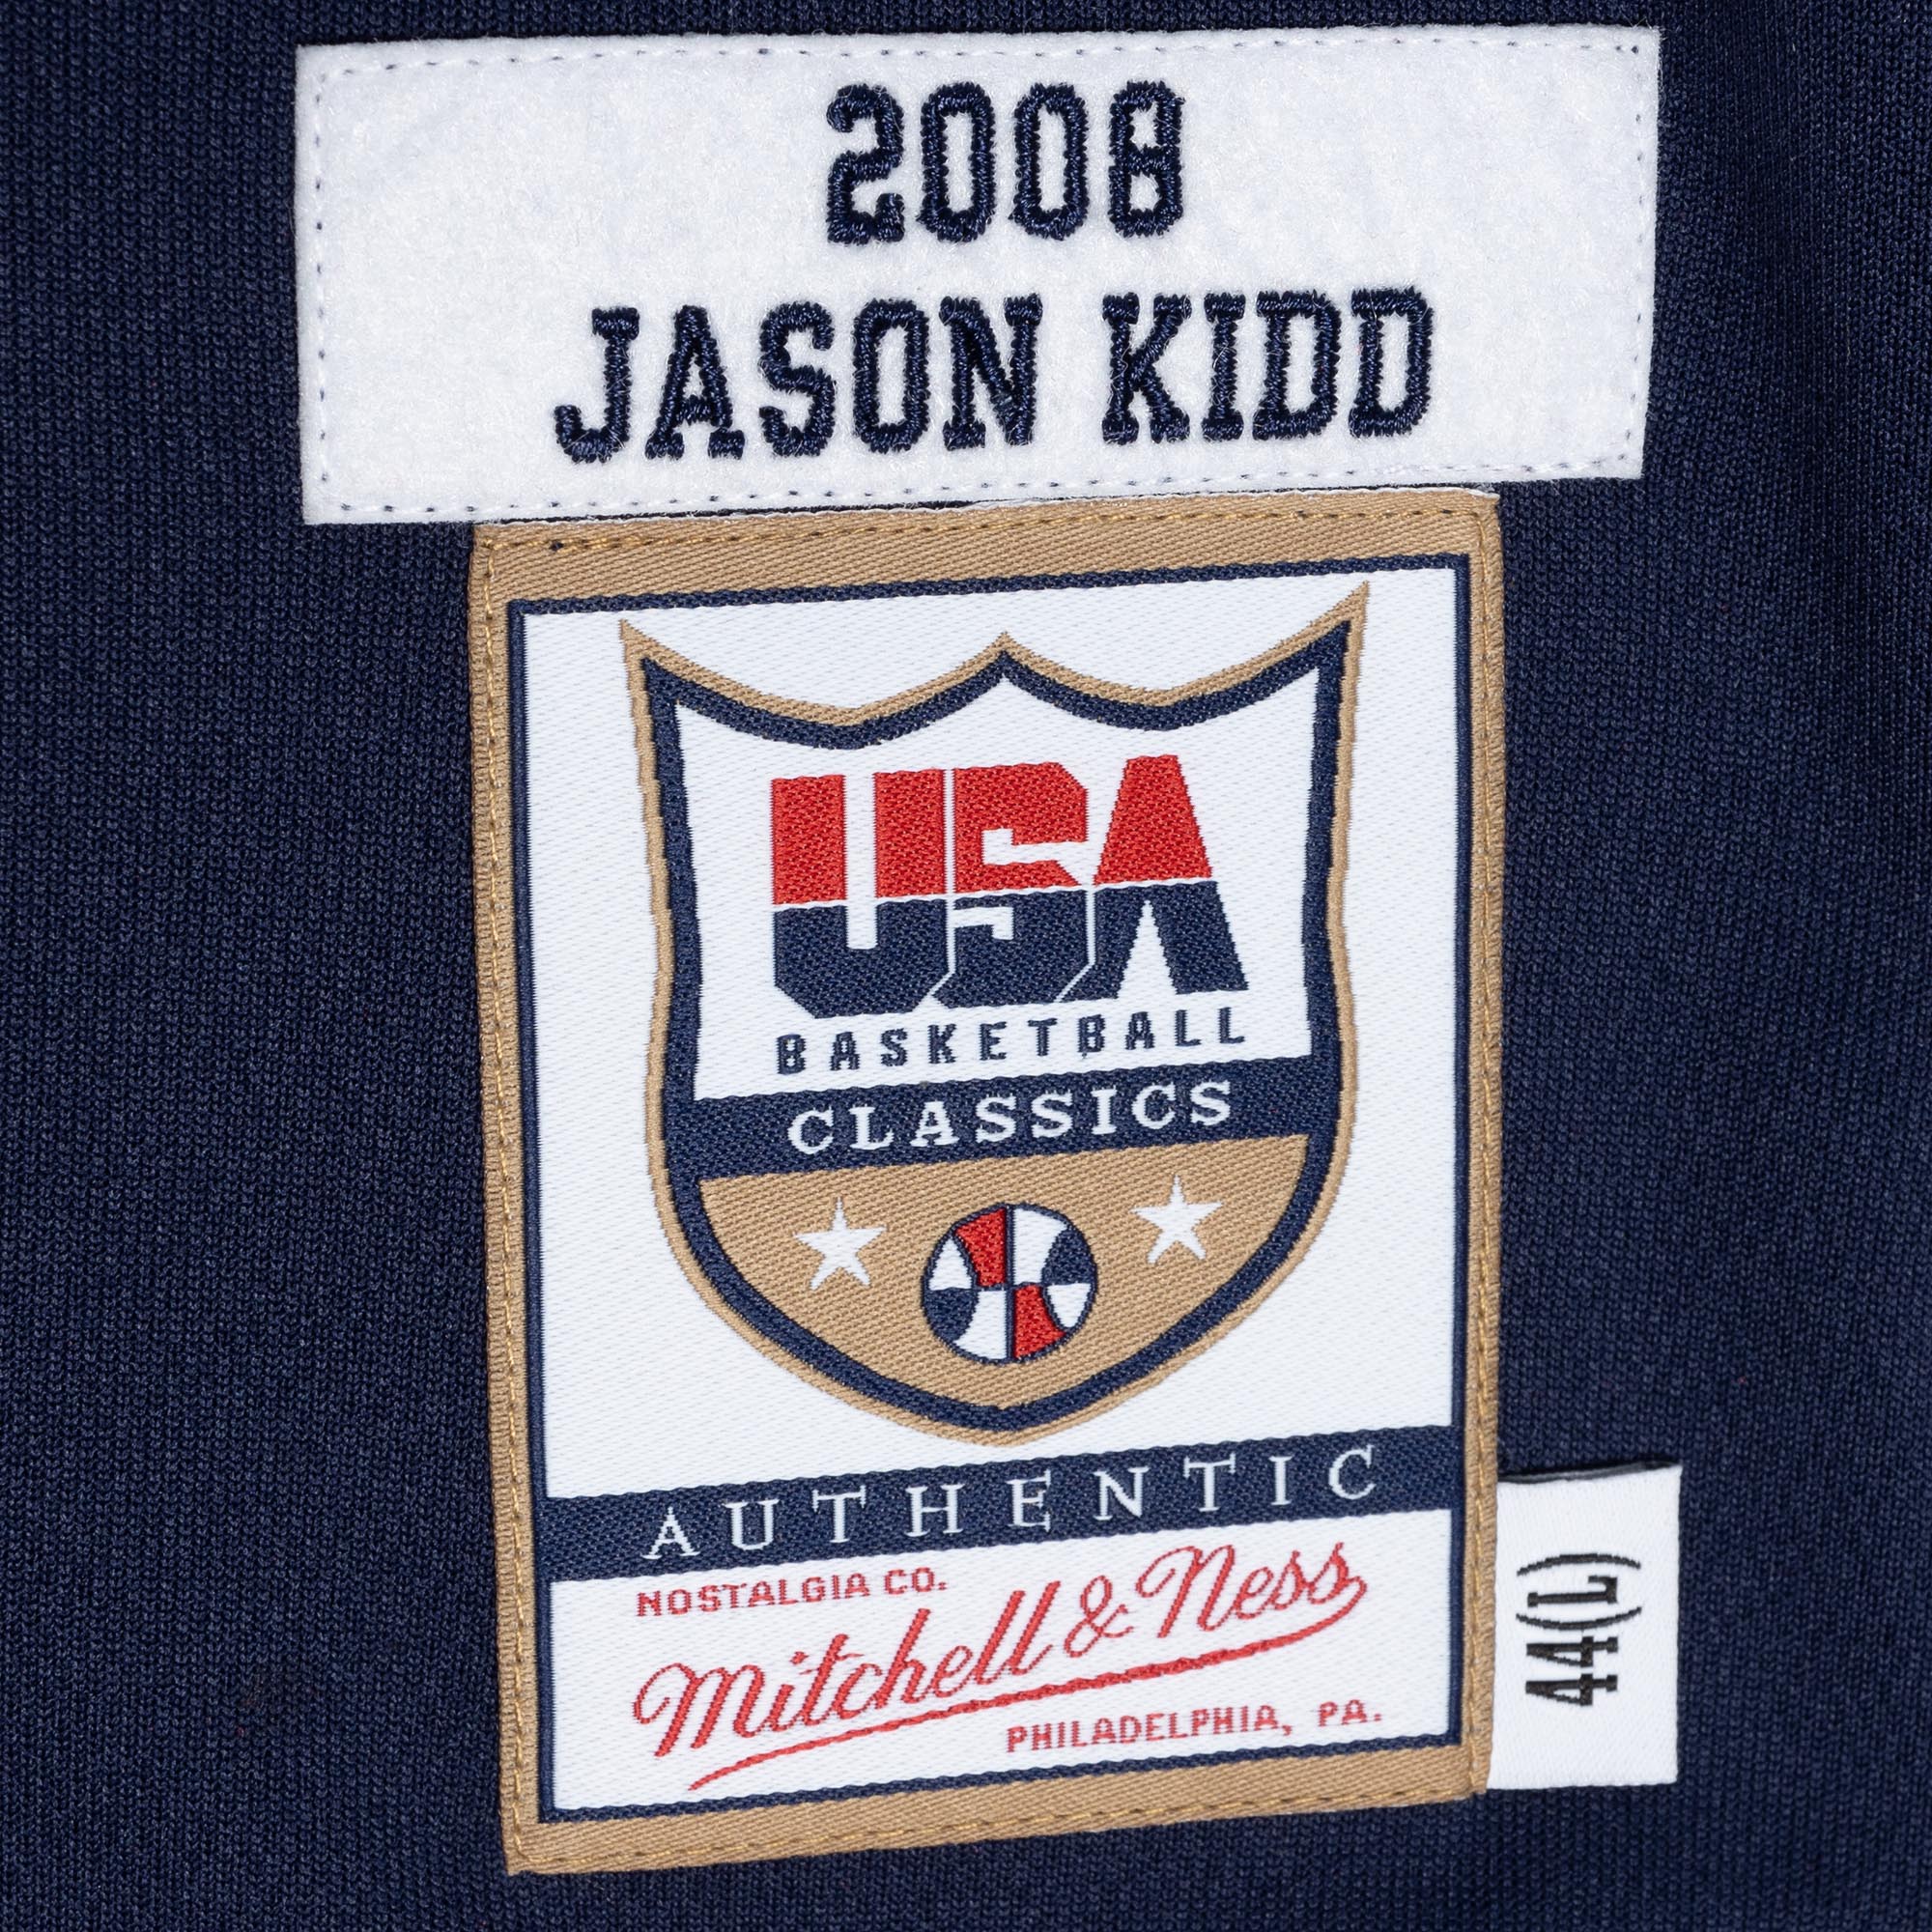 2008
JASON KIDD
USA
BASKETBALL
CLASSICS
AUTHENTIC
NOSTALGIA CO.
Mitchell & Ness
PHILADELPHIA, PA.
44(L)